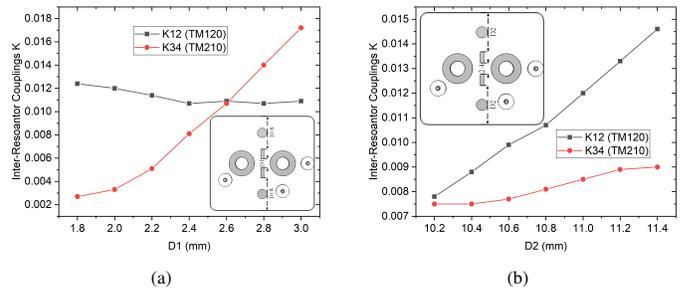 0.018
0.016
0.014
0.012
0.010
0.008
0.006
0.004
0.002
Inter-Resoantor Couplings K
K12 (TM120)
K34 (TM210)
1.8 2.0 2.2 2.4 2.6 2.8 3.0
D1 (mm)
(a)
0.015
0.014
0.013
0.012
0.011
0.010
0.009
0.008
0.007
Inter-Resoantor Couplings K
D2
D2
K12 (TM120)
K34 (TM210)
10.2 10.4 10.6 10.8 11.0 11.2 11.4
D2 (mm)
(b)